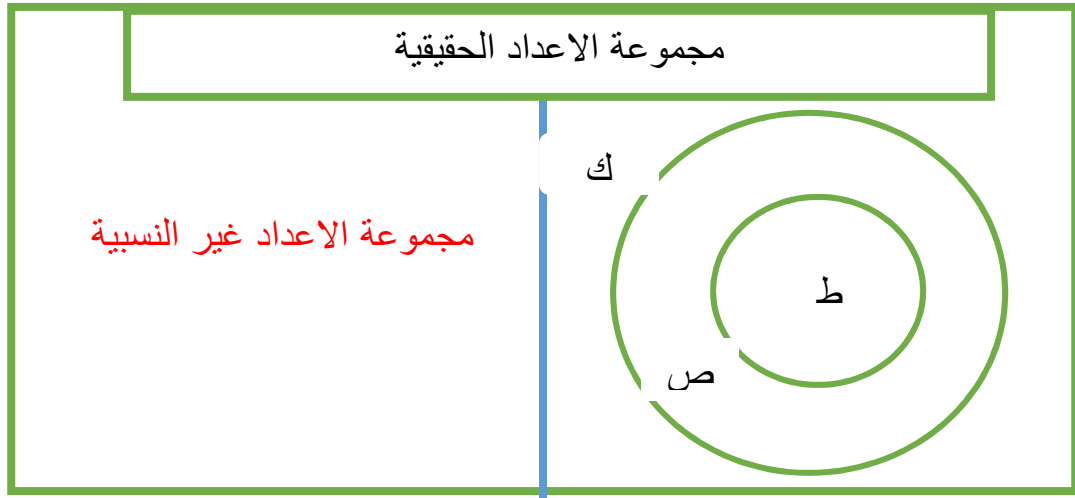 مجموعة الاعداد الحقيقية
ك
مجموعة الاعداد غير النسبية
ط
ص